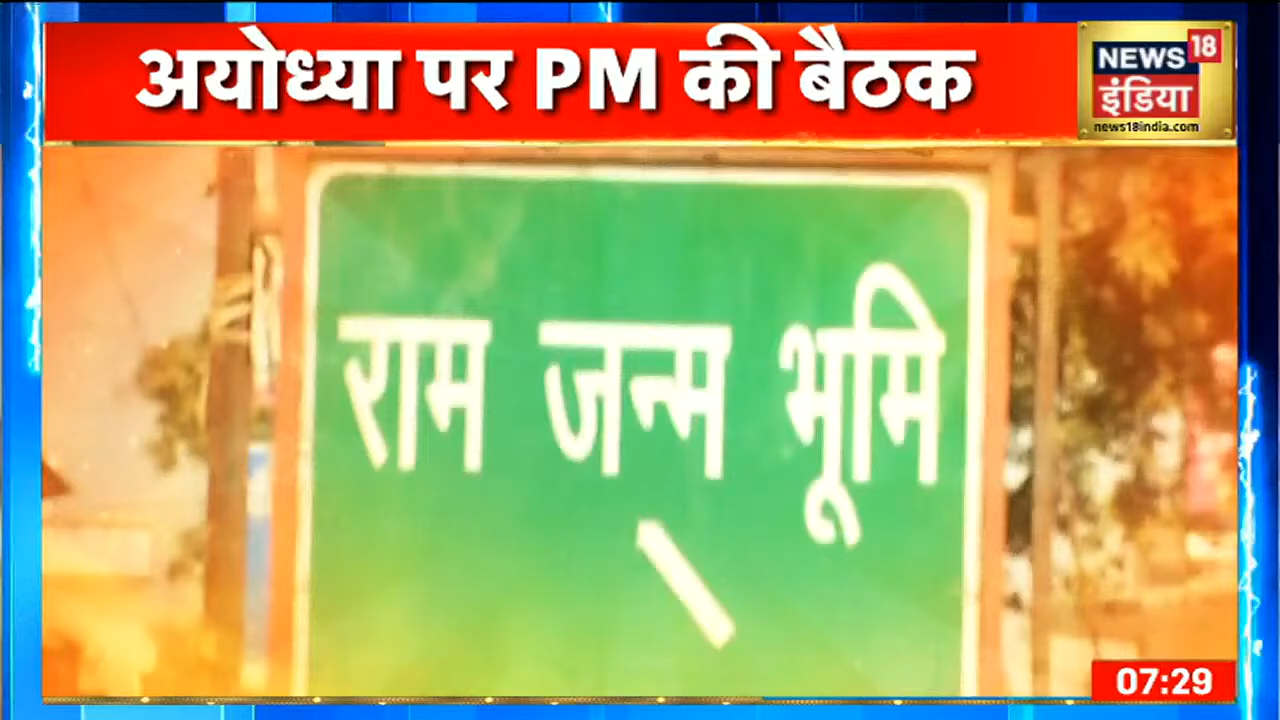 अयोध्या पर PM की बैठक
NEWS 18
इंडिया
news18india.com
राम जन्म भूमि
07:29